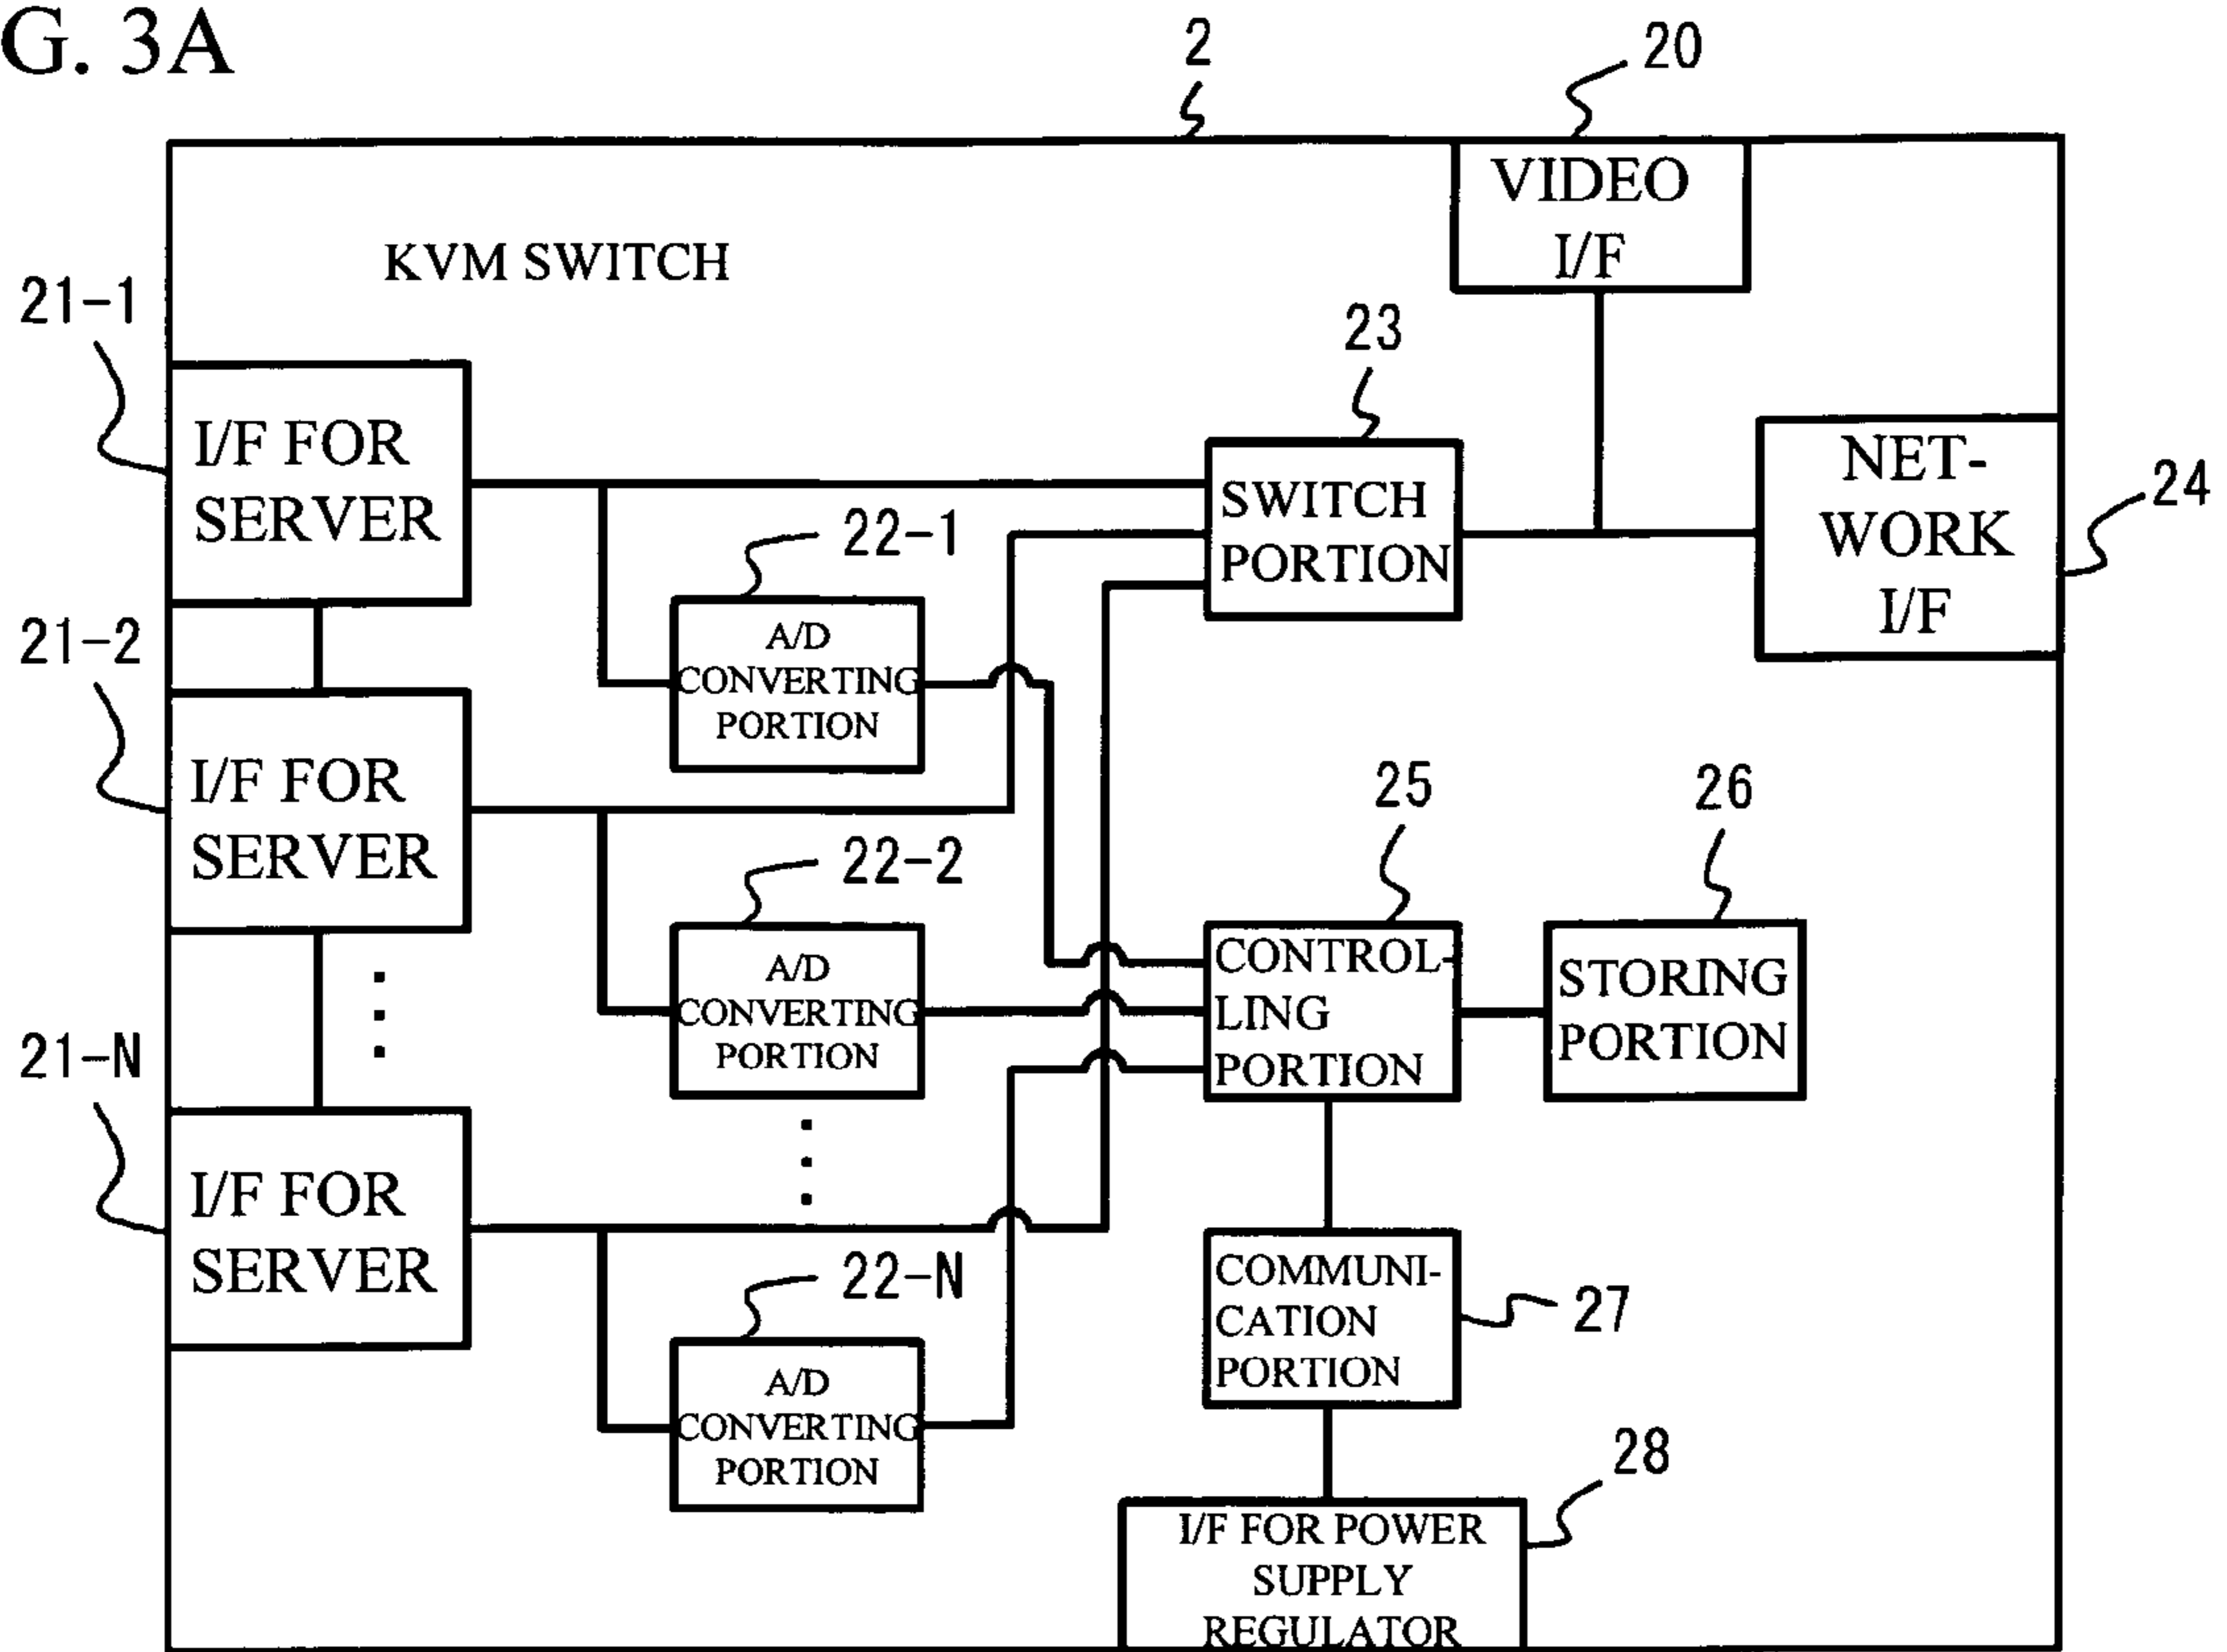 G. 3A
2
20
VIDEO
I/F
KVM SWITCH
21-1
23
I/F FOR
SERVER
SWITCH
PORTION
NET-
WORK
I/F
24
22-1
A/D
CONVERTING
PORTION
21-2
I/F FOR
SERVER
22-2
A/D
CONVERTING
PORTION
25
CONTROL-
LING
PORTION
26
STORING
PORTION
21-N
I/F FOR
SERVER
22-N
A/D
CONVERTING
PORTION
COMMUNI-
CATION
PORTION
27
28
I/F FOR POWER
SUPPLY
REGULATOR